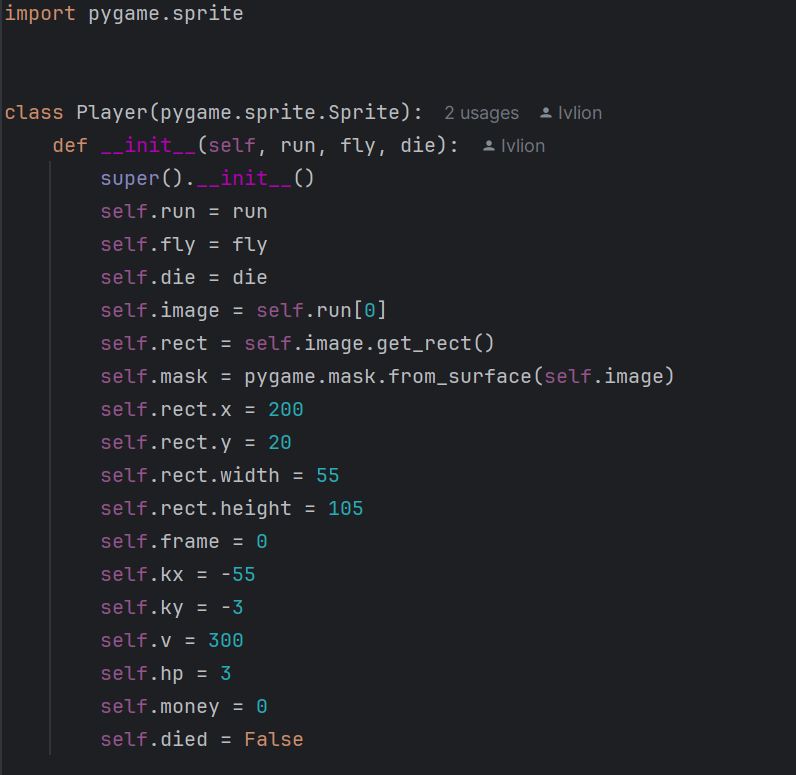 import pygame.sprite
class Player(pygame.sprite.Sprite): 2 usages Ivlion
def __init__(self, run, fly, die): Ivlion
super().__init__()
self.run = run
self.fly = fly
self.die = die
self.image = self.run[0]
self.rect = self.image.get_rect()
self.mask = pygame.mask.from_surface(self.image)
self.rect.x = 200
self.rect.y = 20
self.rect.width = 55
self.rect.height = 105
self.frame = 0
self.kx = -55
self.ky = -3
self.v = 300
self.hp = 3
self.money = 0
self.died = False